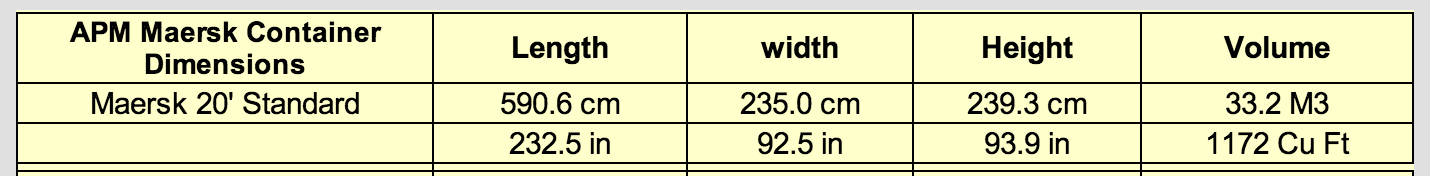 APM Maersk Container Dimensions Length width Height Volume
Maersk 20' Standard 590.6 cm 235.0 cm 239.3 cm 33.2 M3
232.5 in 92.5 in 93.9 in 1172 Cu Ft